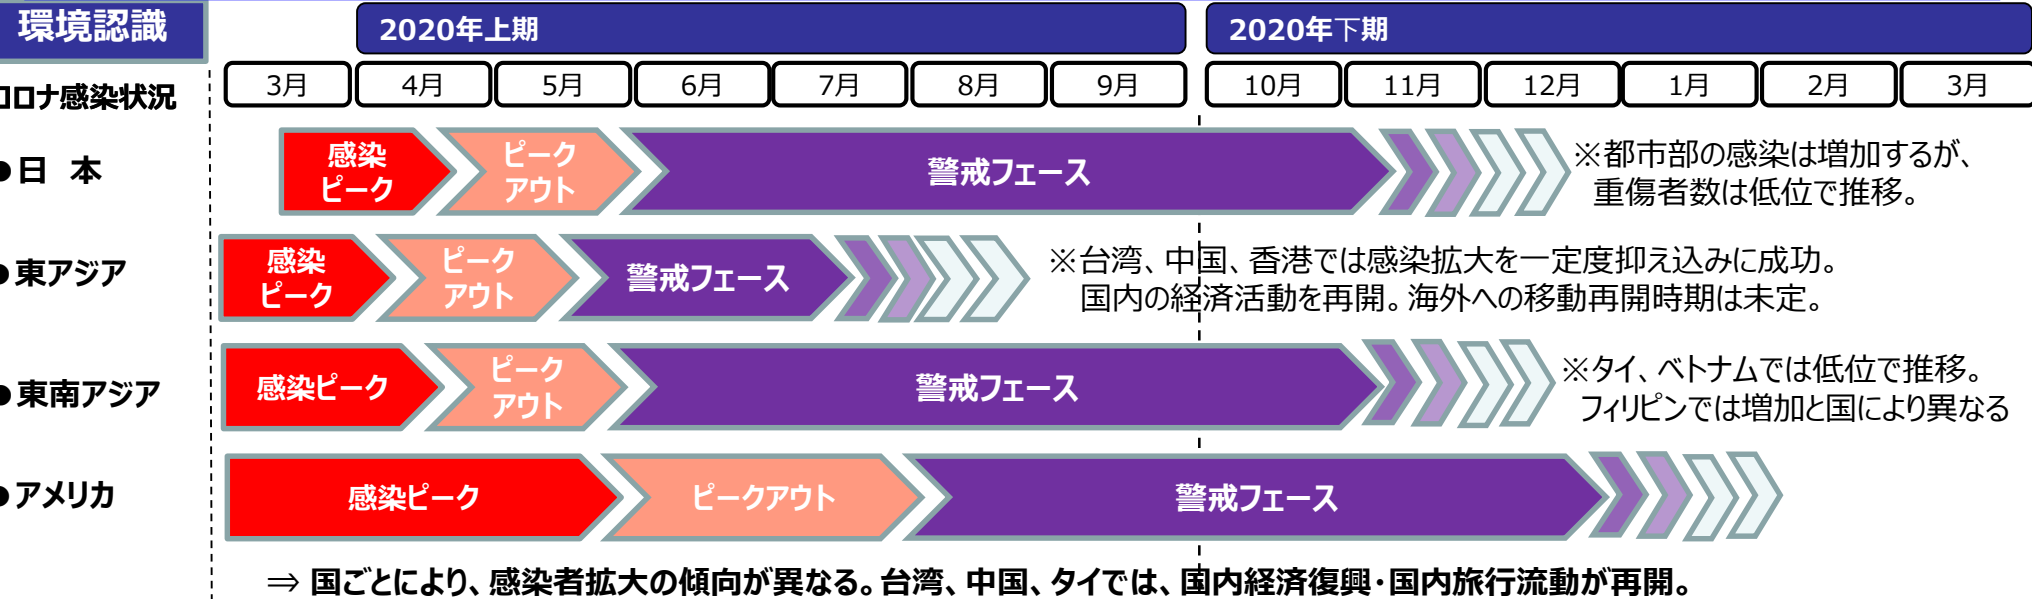 環境認識
2020年上期
2020年下期
3月 4月 5月 6月 7月 8月 9月 10月 11月 12月 1月 2月 3月
コロナ感染状況
●日 本
感染
ピーク
ピーク
アウト
警戒フェース
※都市部の感染は増加するが、
重傷者数は低位で推移。
●東アジア
感染
ピーク
ピーク
アウト
警戒フェース
※台湾、中国、香港では感染拡大を一定度抑え込みに成功。
国内の経済活動を再開。海外への移動再開時期は未定。
●東南アジア
感染ピーク
ピーク
アウト
警戒フェース
※タイ、ベトナムでは低位で推移。
フィリピンでは増加と国により異なる
●アメリカ
感染ピーク
ピークアウト
警戒フェース
⇒ 国ごとにより、感染者拡大の傾向が異なる。台湾、中国、タイでは、国内経済復興・国内旅行流動が再開。